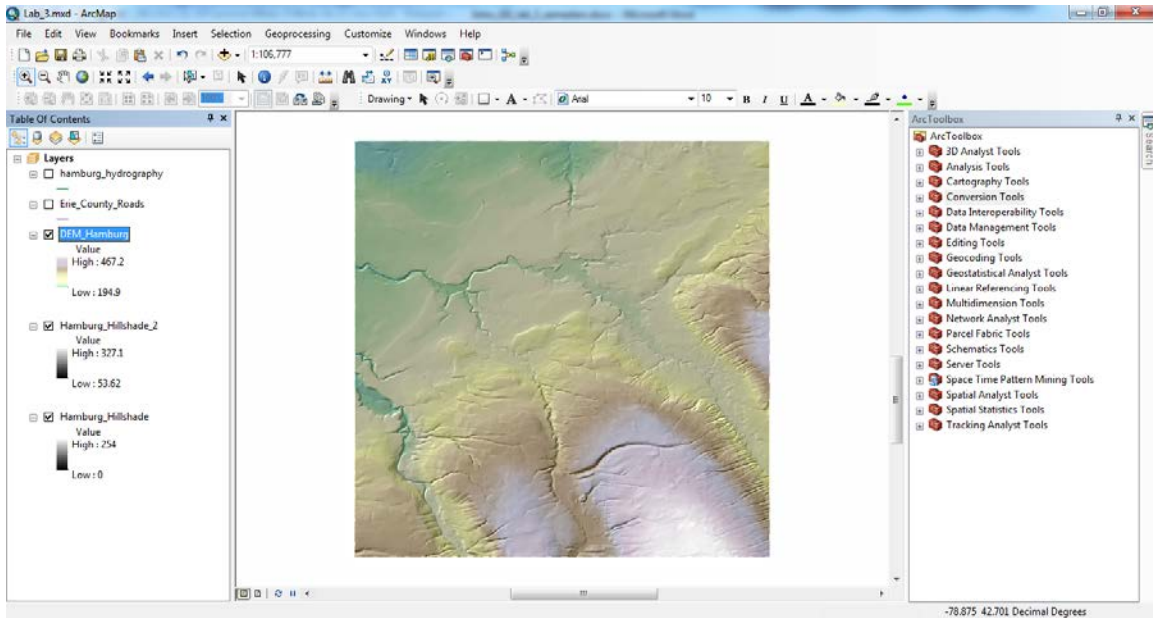 Lab_3.mxd - ArcMap
File Edit View Bookmarks Insert Selection Geoprocessing Customize Windows Help
1:106,777
Drawing A Arial 10 B I U A
Table Of Contents
Layers
hamburg_hydrography
Erie_County_Roads
DEM_Hamburg
Value
High : 467.2
Low : 194.9
Hamburg_Hillshade_2
Value
High : 327.1
Low : 53.62
Hamburg_Hillshade
Value
High : 254
Low : 0
ArcToolbox
ArcToolbox
3D Analyst Tools
Analysis Tools
Cartography Tools
Conversion Tools
Data Interoperability Tools
Data Management Tools
Editing Tools
Geocoding Tools
Geostatistical Analyst Tools
Linear Referencing Tools
Multidimension Tools
Network Analyst Tools
Parcel Fabric Tools
Schematics Tools
Server Tools
Space Time Pattern Mining Tools
Spatial Analyst Tools
Spatial Statistics Tools
Tracking Analyst Tools
Search
-78.875 42.701 Decimal Degrees